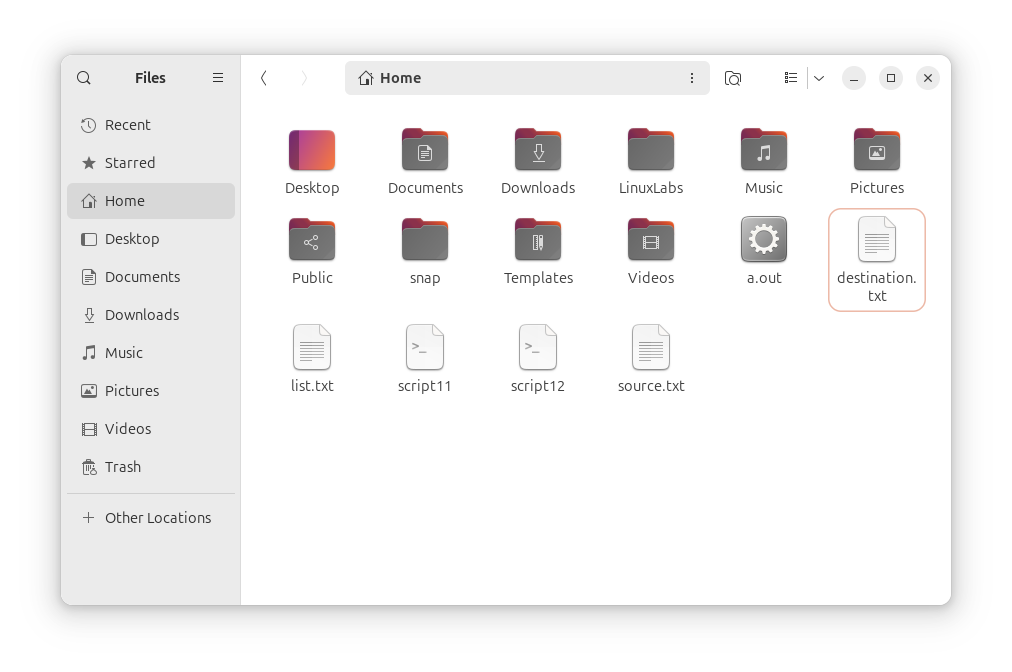 Files
Home
Recent
Starred
Home
Desktop
Documents
Downloads
Music
Pictures
Videos
Trash
Other Locations
Desktop
Documents
Downloads
LinuxLabs
Music
Pictures
Public
snap
Templates
Videos
a.out
destination.
txt
list.txt
script11
script12
source.txt